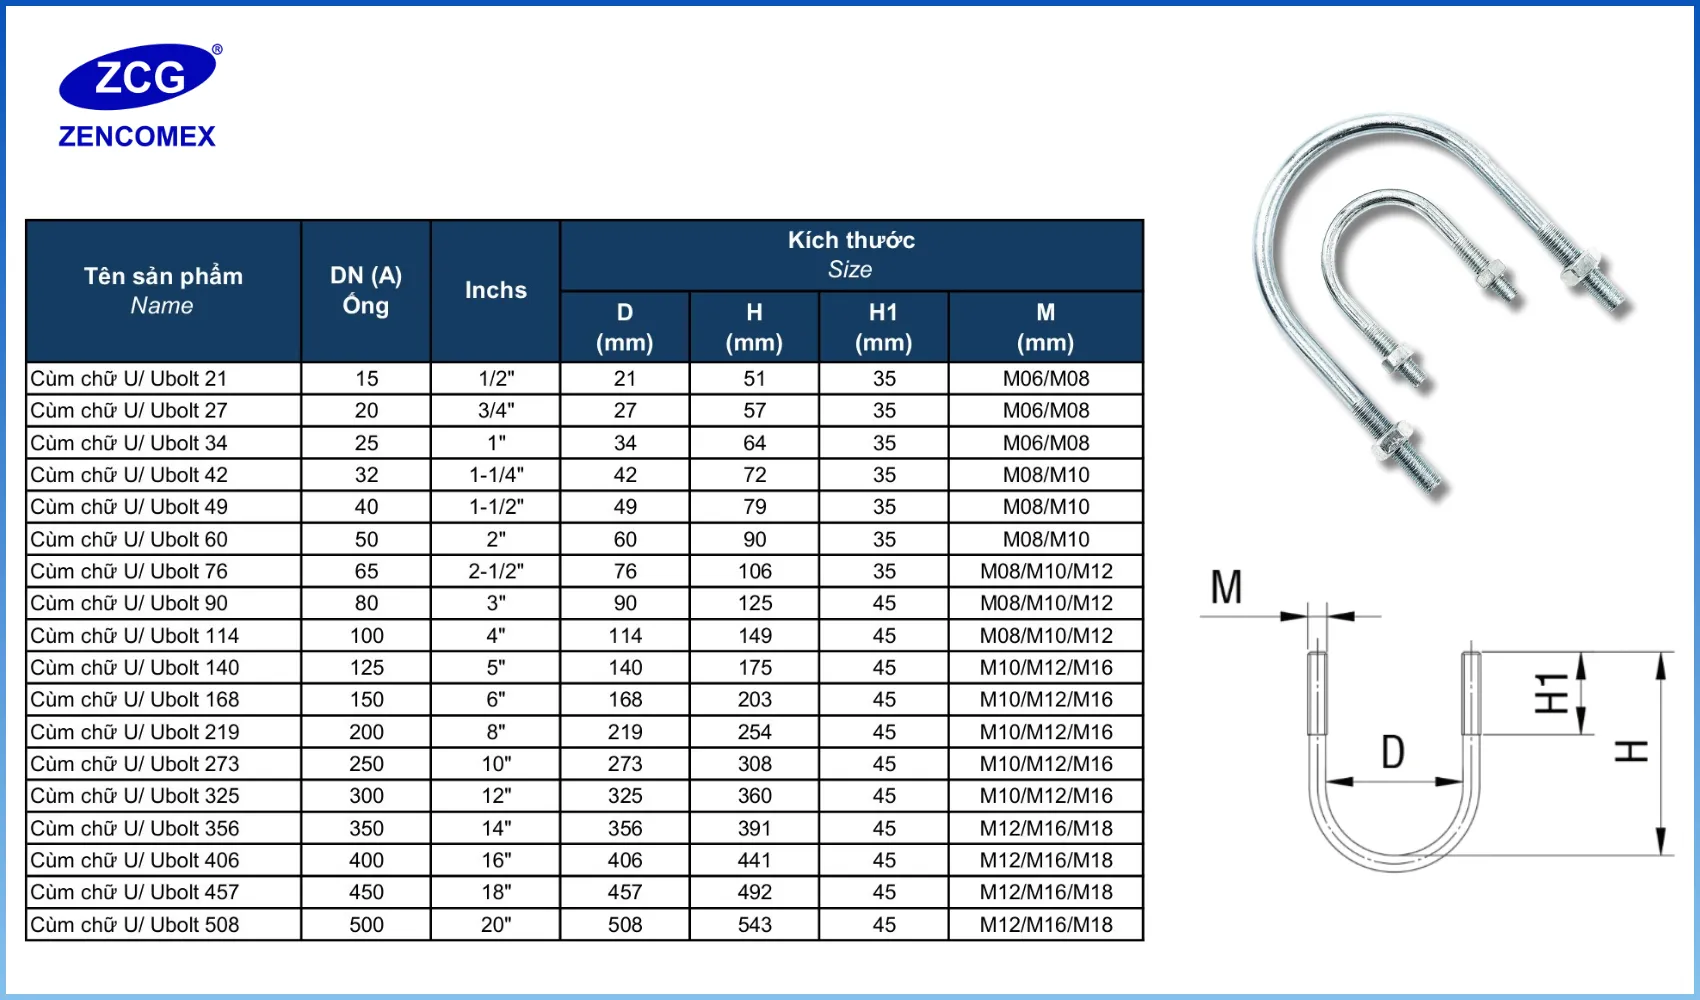 ZCG®
ZENCOMEX
Tên sản phẩm
Name
DN (A)
Ống
Inchs
Kích thước
Size
D
(mm)
H
(mm)
H1
(mm)
M
(mm)
Cùm chữ U/ Ubolt 21 15 1/2" 21 51 35 M06/M08
Cùm chữ U/ Ubolt 27 20 3/4" 27 57 35 M06/M08
Cùm chữ U/ Ubolt 34 25 1" 34 64 35 M06/M08
Cùm chữ U/ Ubolt 42 32 1-1/4" 42 72 35 M08/M10
Cùm chữ U/ Ubolt 49 40 1-1/2" 49 79 35 M08/M10
Cùm chữ U/ Ubolt 60 50 2" 60 90 35 M08/M10
Cùm chữ U/ Ubolt 76 65 2-1/2" 76 106 35 M08/M10/M12
Cùm chữ U/ Ubolt 90 80 3" 90 125 45 M08/M10/M12
Cùm chữ U/ Ubolt 114 100 4" 114 149 45 M08/M10/M12
Cùm chữ U/ Ubolt 140 125 5" 140 175 45 M10/M12/M16
Cùm chữ U/ Ubolt 168 150 6" 168 203 45 M10/M12/M16
Cùm chữ U/ Ubolt 219 200 8" 219 254 45 M10/M12/M16
Cùm chữ U/ Ubolt 273 250 10" 273 308 45 M10/M12/M16
Cùm chữ U/ Ubolt 325 300 12" 325 360 45 M10/M12/M16
Cùm chữ U/ Ubolt 356 350 14" 356 391 45 M12/M16/M18
Cùm chữ U/ Ubolt 406 400 16" 406 441 45 M12/M16/M18
Cùm chữ U/ Ubolt 457 450 18" 457 492 45 M12/M16/M18
Cùm chữ U/ Ubolt 508 500 20" 508 543 45 M12/M16/M18
M
H1
D
H